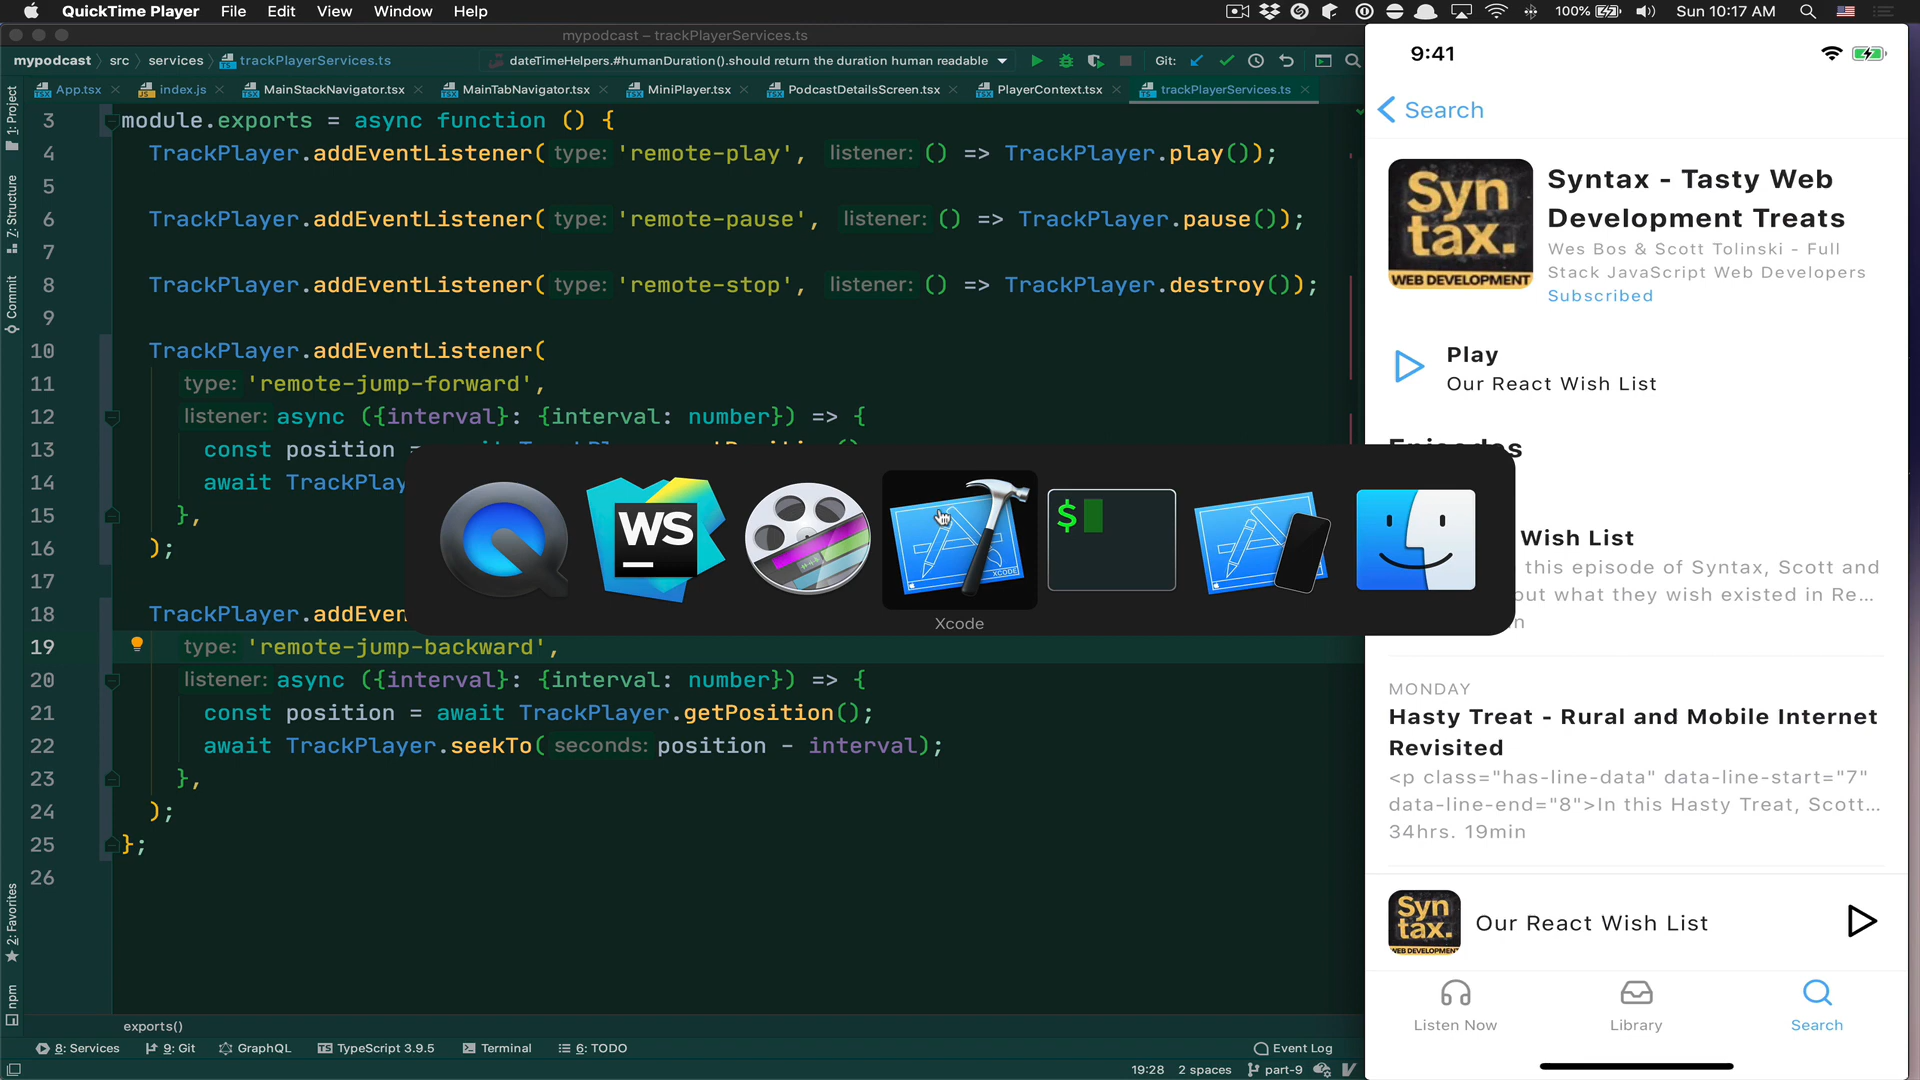 QuickTime Player File Edit View Window Help 100% Sun 10:17 AM
mypodcast – trackPlayerServices.ts
mypodcast src services trackPlayerServices.ts dateTimeHelpers.#humanDuration().should return the duration human readable Git:
App.tsx index.js MainStackNavigator.tsx MainTabNavigator.tsx MiniPlayer.tsx PodcastDetailsScreen.tsx PlayerContext.tsx trackPlayerServices.ts
1: Project
Z: Structure
Commit
2: Favorites
npm
3 module.exports = async function () {
4 TrackPlayer.addEventListener( type: 'remote-play', listener: () => TrackPlayer.play());
5
6 TrackPlayer.addEventListener( type: 'remote-pause', listener: () => TrackPlayer.pause());
7
8 TrackPlayer.addEventListener( type: 'remote-stop', listener: () => TrackPlayer.destroy());
9
10 TrackPlayer.addEventListener(
11 type: 'remote-jump-forward',
12 listener: async ({interval}: {interval: number}) => {
13 const position =
14 await TrackPlay
15 },
16 );
17
18 TrackPlayer.addEve
19 type: 'remote-jump-backward',
20 listener: async ({interval}: {interval: number}) => {
21 const position = await TrackPlayer.getPosition();
22 await TrackPlayer.seekTo( seconds: position - interval);
23 },
24 );
25 };
26
WS
XCODE
$
Xcode
exports()
8: Services 9: Git GraphQL TypeScript 3.9.5 Terminal 6: TODO Event Log
19:28 2 spaces part-9
9:41
Search
Syn
tax.
WEB DEVELOPMENT
Syntax - Tasty Web
Development Treats
Wes Bos & Scott Tolinski - Full
Stack JavaScript Web Developers
Subscribed
Play
Our React Wish List
Episodes
Wish List
this episode of Syntax, Scott and
out what they wish existed in Re...
n
MONDAY
Hasty Treat - Rural and Mobile Internet
Revisited
<p class="has-line-data" data-line-start="7"
data-line-end="8">In this Hasty Treat, Scott...
34hrs. 19min
Syn
tax.
WEB DEVELOPMENT
Our React Wish List
Listen Now Library Search